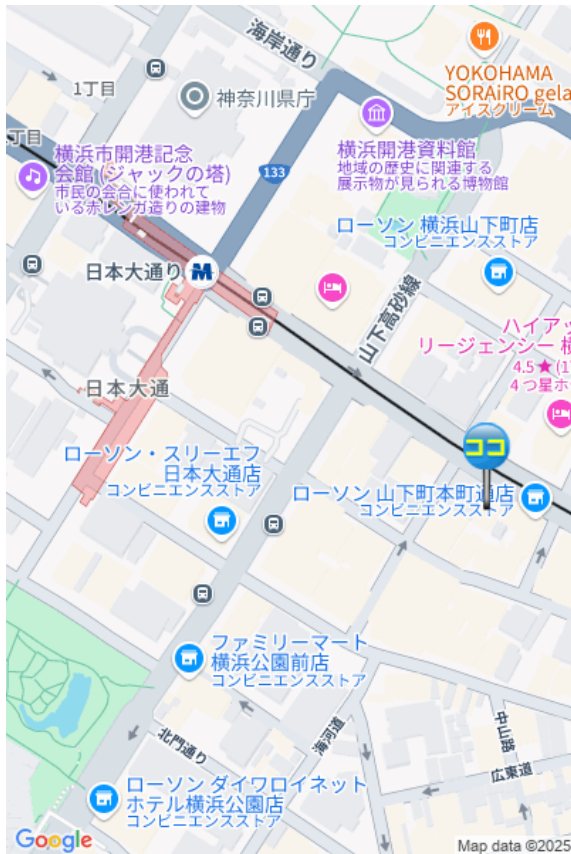 海岸通り
YOKOHAMA
SORAiRO gela
アイスクリーム
1丁目
神奈川県庁
丁目
横浜市開港記念
会館 (ジャックの塔)
市民の会合に使われて
いる赤レンガ造りの建物
133
横浜開港資料館
地域の歴史に関連する
展示物が見られる博物館
ローソン 横浜山下町店
コンビニエンスストア
日本大通り
山下高砂線
ハイアッ
リージェンシー 横
4.5★(1
4 つ星ホ
日本大通
ココ
ローソン・スリーエフ
日本大通店
コンビニエンスストア
ローソン 山下町本町通店
コンビニエンスストア
ファミリーマート
横浜公園前店
コンビニエンスストア
北門通り
海河道
中山路
広東道
ローソン ダイワロイネット
ホテル横浜公園店
コンビニエンスストア
Google
Map data ©2025